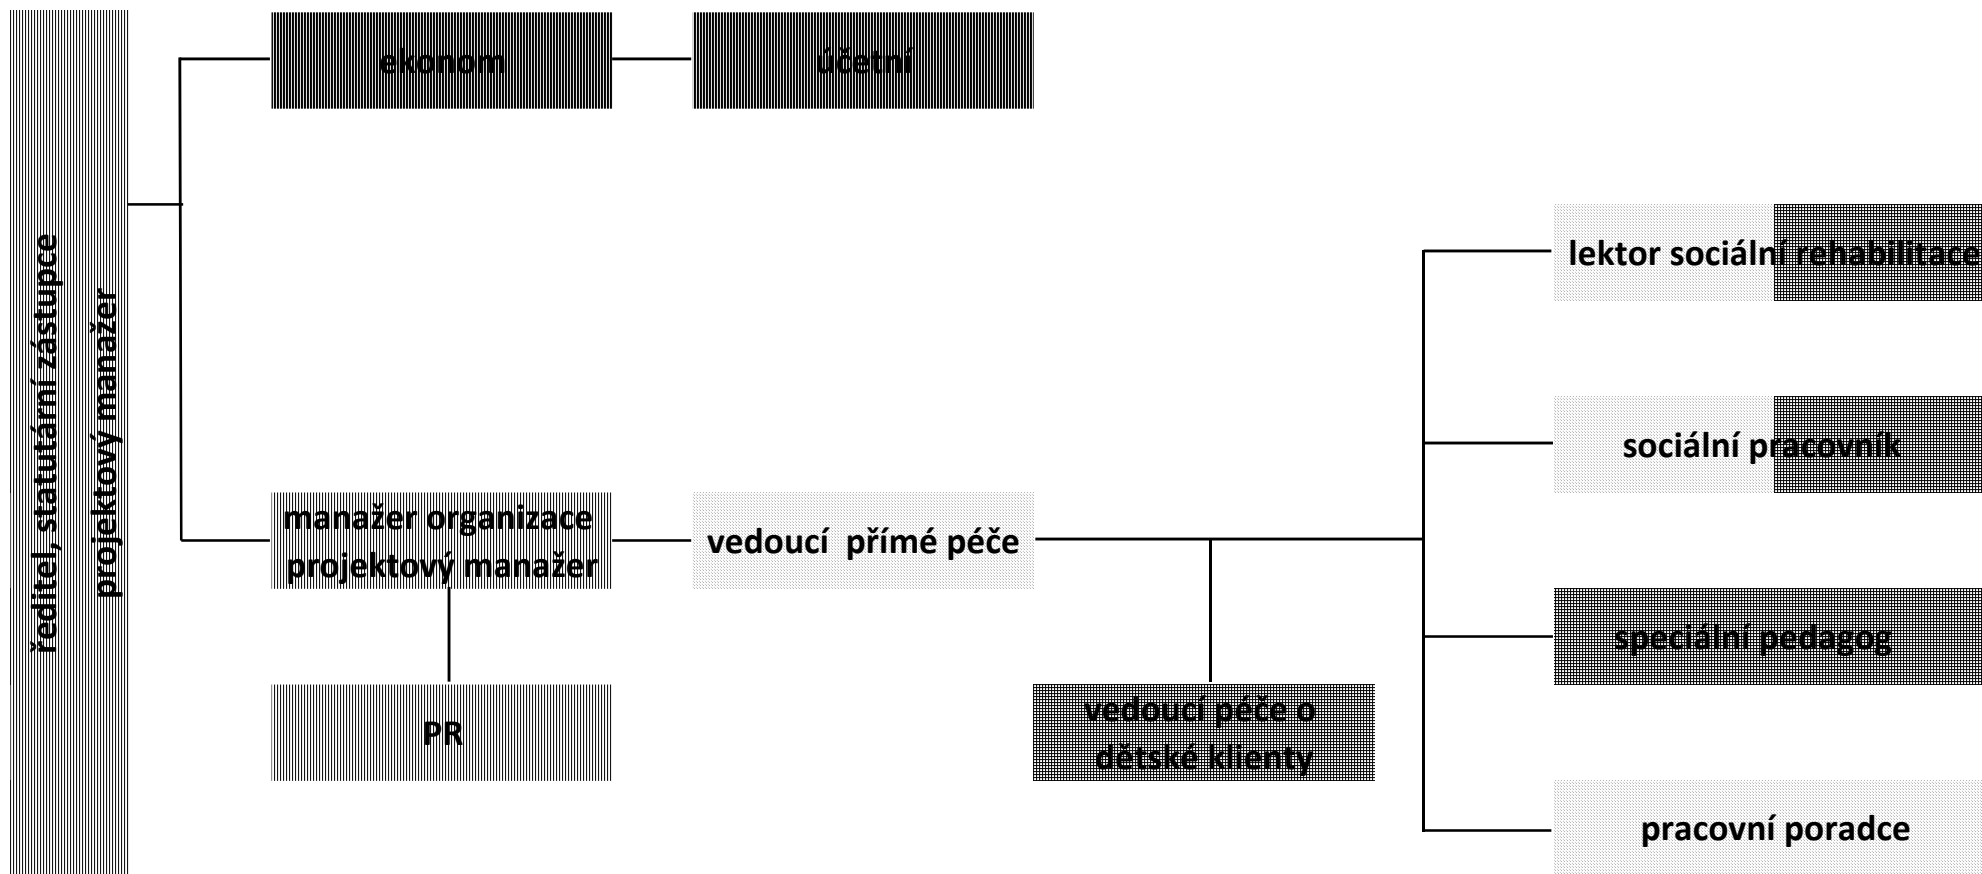 ředitel, statutární zástupce
projektový manažer
ekonom
účetní
manažer organizace
projektový manažer
PR
vedoucí  přímé péče
vedoucí péče o
dětské klienty
lektor sociální rehabilitace
sociální pracovník
speciální pedagog
pracovní poradce